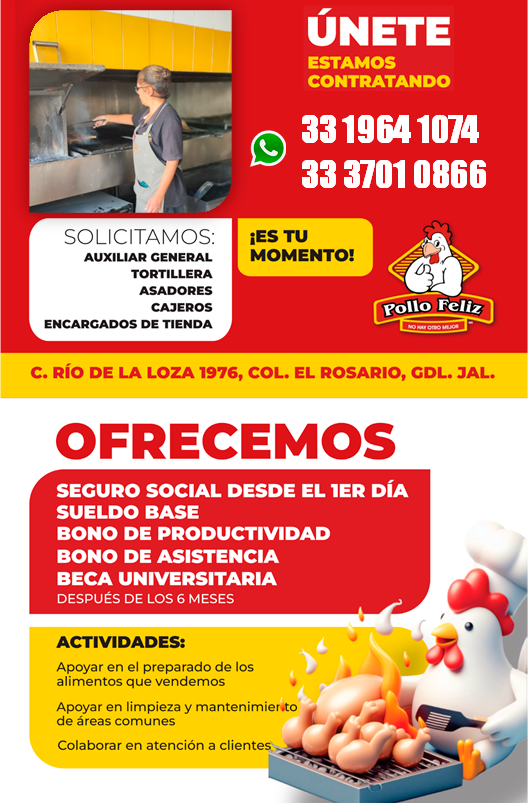 ÚNETE
ESTAMOS
CONTRATANDO
33 1964 1074
33 3701 0866
SOLICITAMOS:
AUXILIAR GENERAL
TORTILLERA
ASADORES
CAJEROS
ENCARGADOS DE TIENDA
¡ES TU
MOMENTO!
Pollo Feliz
NO HAY OTRO MEJOR
C. RÍO DE LA LOZA 1976, COL. EL ROSARIO, GDL. JAL.
OFRECEMOS
SEGURO SOCIAL DESDE EL 1ER DÍA
SUELDO BASE
BONO DE PRODUCTIVIDAD
BONO DE ASISTENCIA
BECA UNIVERSITARIA
DESPUÉS DE LOS 6 MESES
ACTIVIDADES:
Apoyar en el preparado de los
alimentos que vendemos
Apoyar en limpieza y mantenimiento
de áreas comunes
Colaborar en atención a clientes